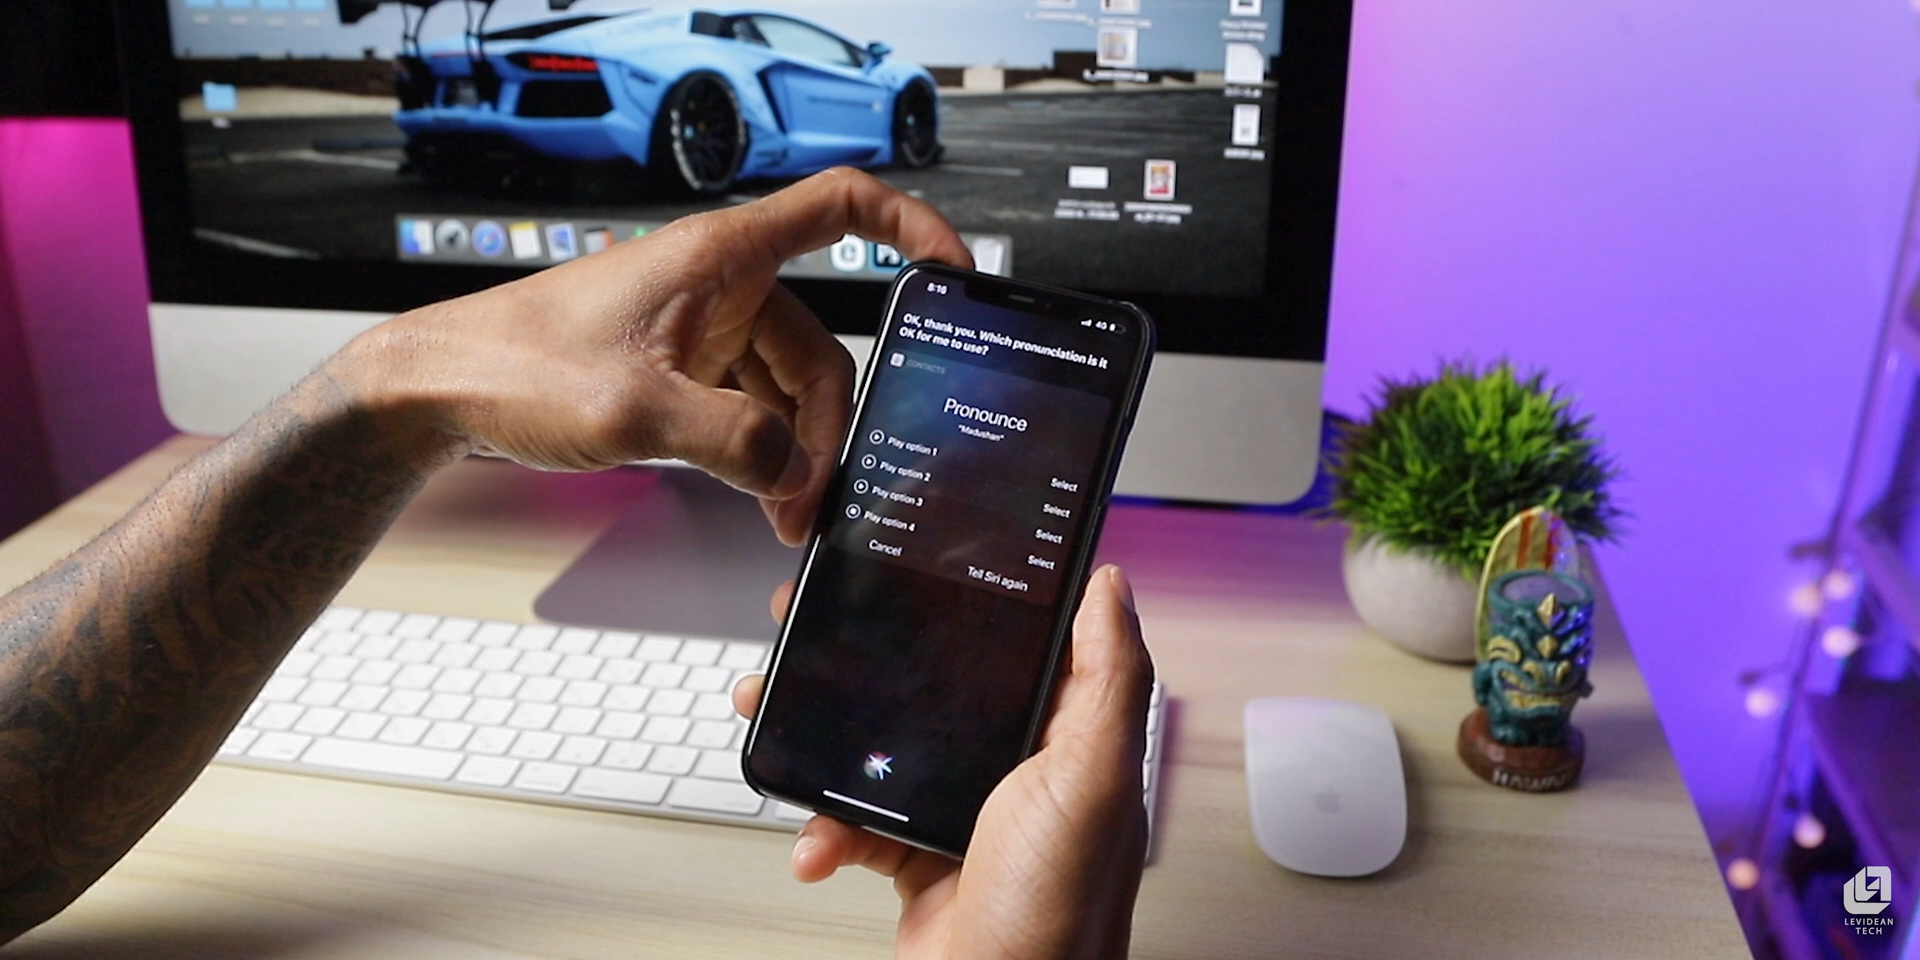 8:16
4G
OK, thank you. Which pronunciation is it
OK for me to use?
CONTACTS
Pronounce
"Madushan"
Play option 1
Select
Play option 2
Select
Play option 3
Select
Play option 4
Select
Cancel
Tell Siri again
HAWAII
LEVIDEAN
TECH